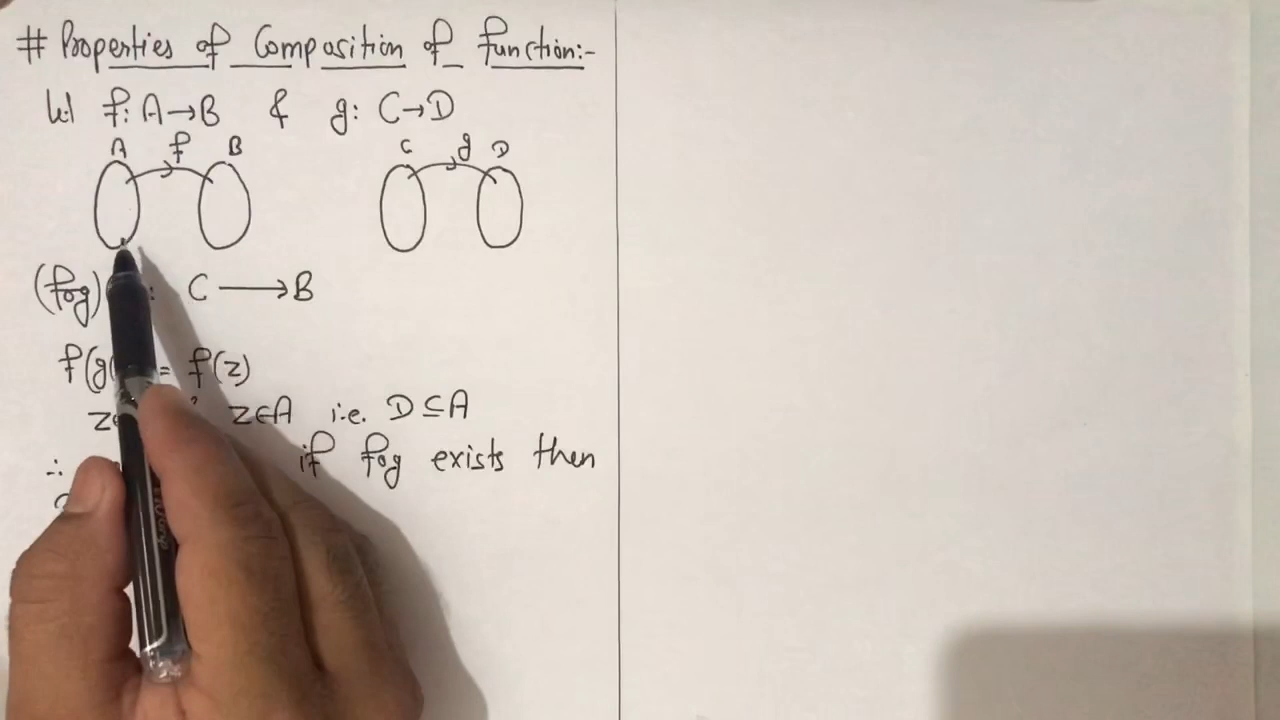 # Properties of Composition of function:-
let f: A→B & g: C→D
A f B C g D
(fog) : C ⟶ B
f(g( = f(z)
z∈A i.e. D⊆A
∴ if fog exists then